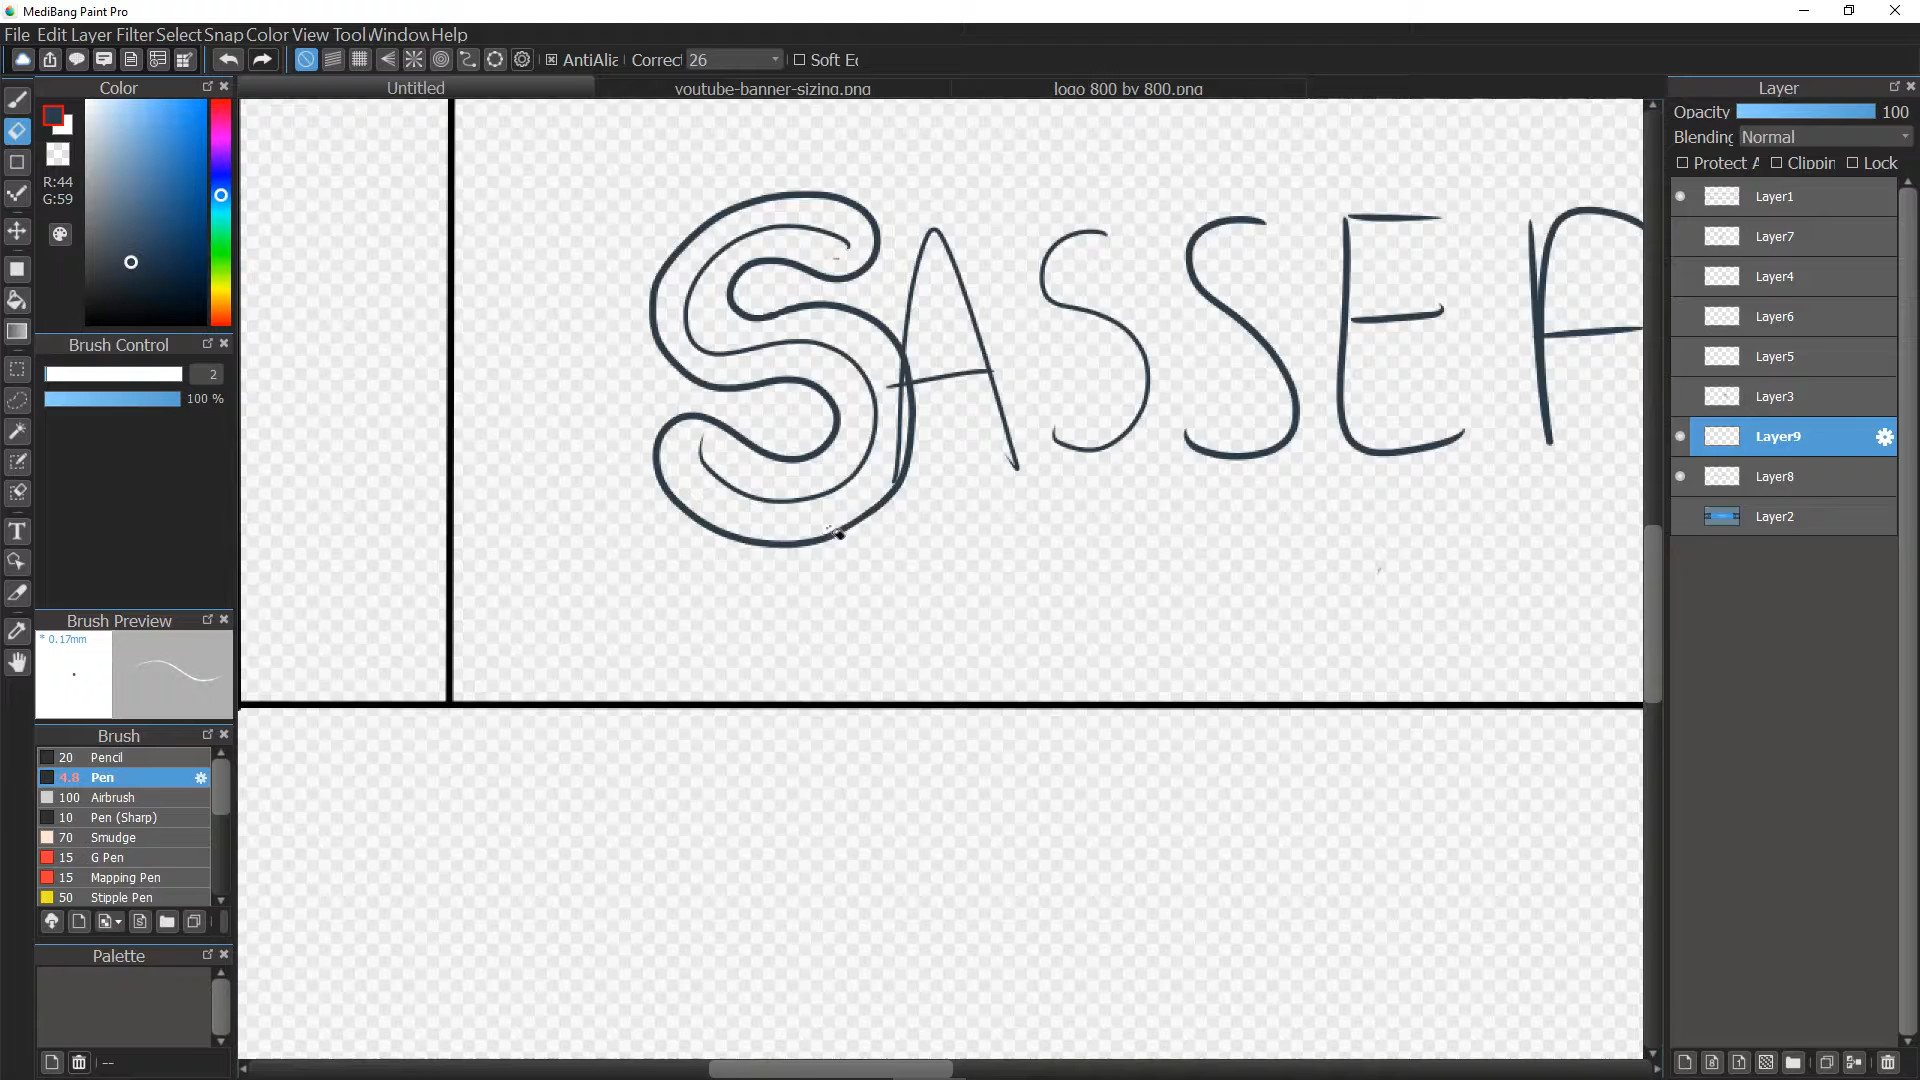 MediBang Paint Pro
File Edit Layer Filter Select Snap Color View Tool Window Help
AntiAlia Correct 26 Soft Ec
Color
Untitled
youtube-banner-sizing.png
logo 800 by 800.png
Layer
R:44
G:59
Opacity 100
Blending Normal
Protect A Clippin Lock
Layer1
Layer7
Layer4
Layer6
Layer5
Layer3
Layer9
Layer8
Layer2
SASSE
Brush Control
2
100 %
Brush Preview
* 0.17mm
Brush
20 Pencil
4.8 Pen
100 Airbrush
10 Pen (Sharp)
70 Smudge
15 G Pen
15 Mapping Pen
50 Stipple Pen
Palette
--